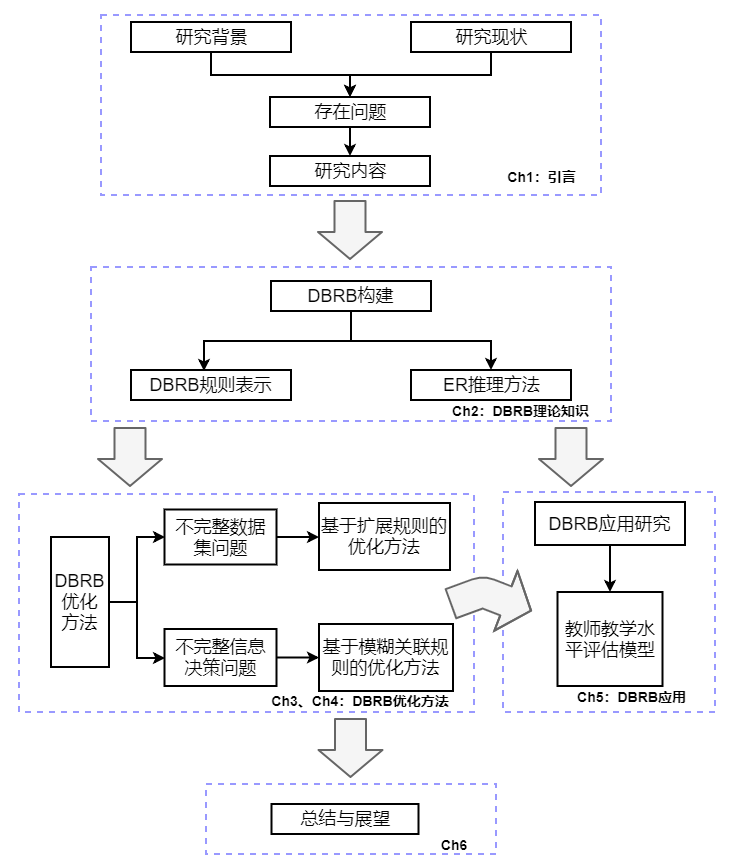 研究背景
研究现状
存在问题
研究内容
Ch1：引言
DBRB构建
DBRB规则表示
ER推理方法
Ch2：DBRB理论知识
DBRB
优化
方法
不完整数据
集问题
基于扩展规则的
优化方法
不完整信息
决策问题
基于模糊关联规
则的优化方法
Ch3、Ch4：DBRB优化方法
DBRB应用研究
教师教学水
平评估模型
Ch5：DBRB应用
总结与展望
Ch6